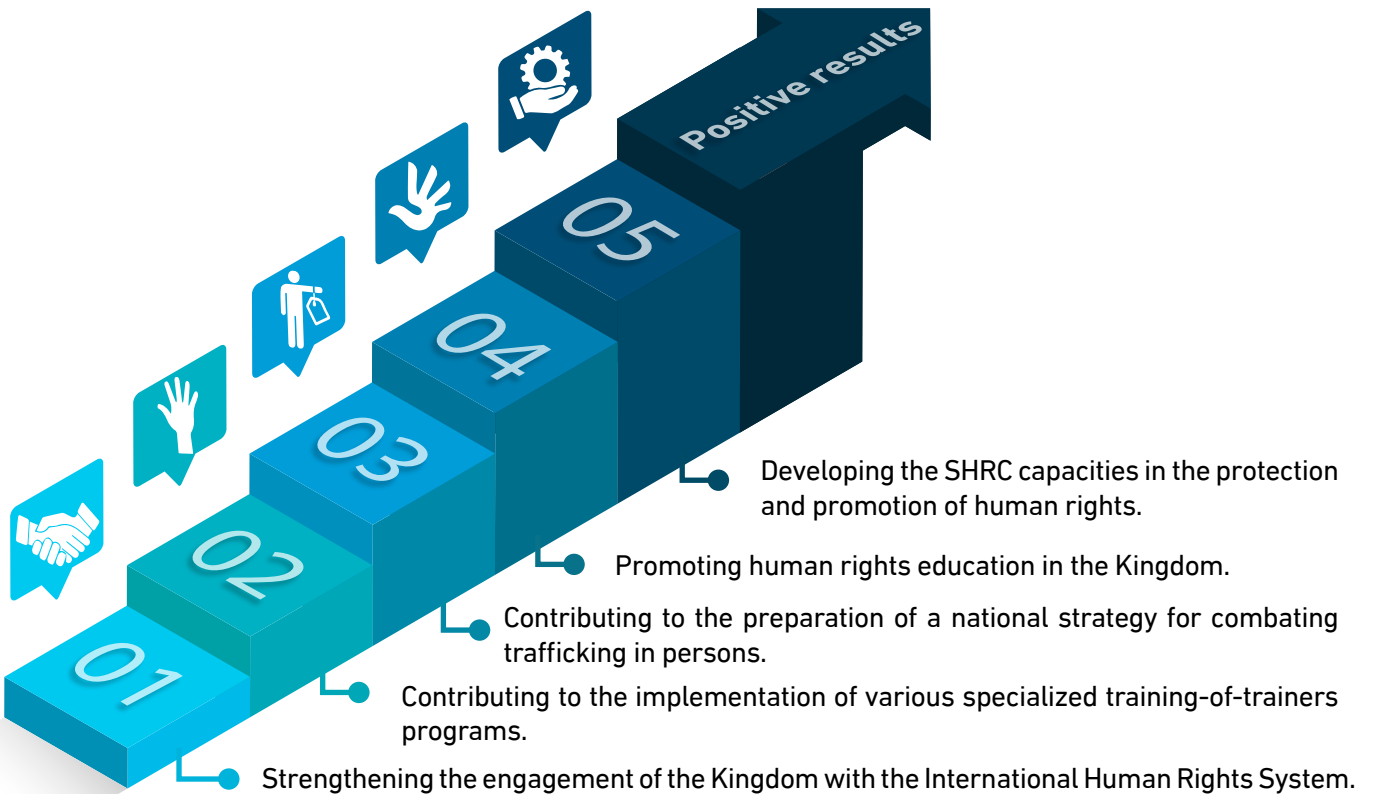 Positive results
05
04
03
02
01
Developing the SHRC capacities in the protection
and promotion of human rights.
Promoting human rights education in the Kingdom.
Contributing to the preparation of a national strategy for combating
trafficking in persons.
Contributing to the implementation of various specialized training-of-trainers
programs.
Strengthening the engagement of the Kingdom with the International Human Rights System.